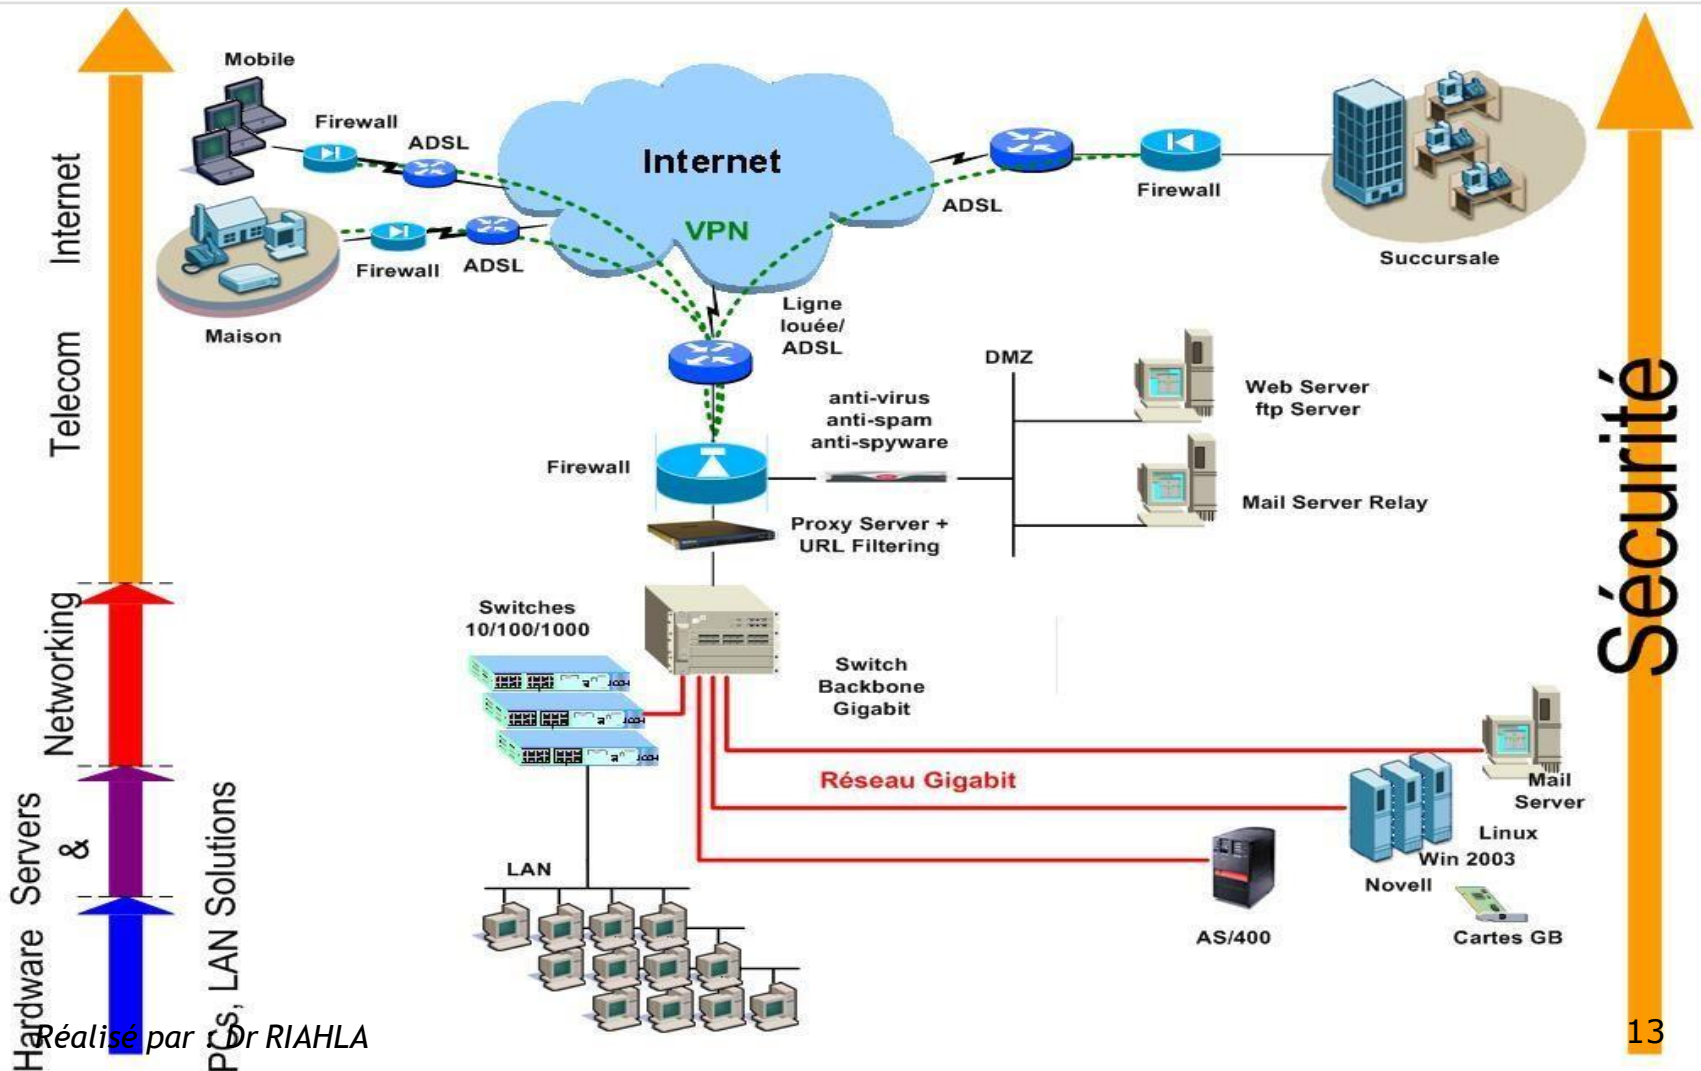 Mobile
Firewall
ADSL
Internet
VPN
ADSL
Firewall
Succursale
Firewall
ADSL
Maison
Ligne
louée/
ADSL
DMZ
anti-virus
anti-spam
anti-spyware
Web Server
ftp Server
Firewall
Mail Server Relay
Proxy Server +
URL Filtering
Switches
10/100/1000
Switch
Backbone
Gigabit
Réseau Gigabit
Mail
Server
Linux
Win 2003
Novell
LAN
AS/400
Cartes GB
Internet
Telecom
Networking
Hardware & Servers
PCs, LAN Solutions
Sécurité
Réalisé par : Dr RIAHLA
13